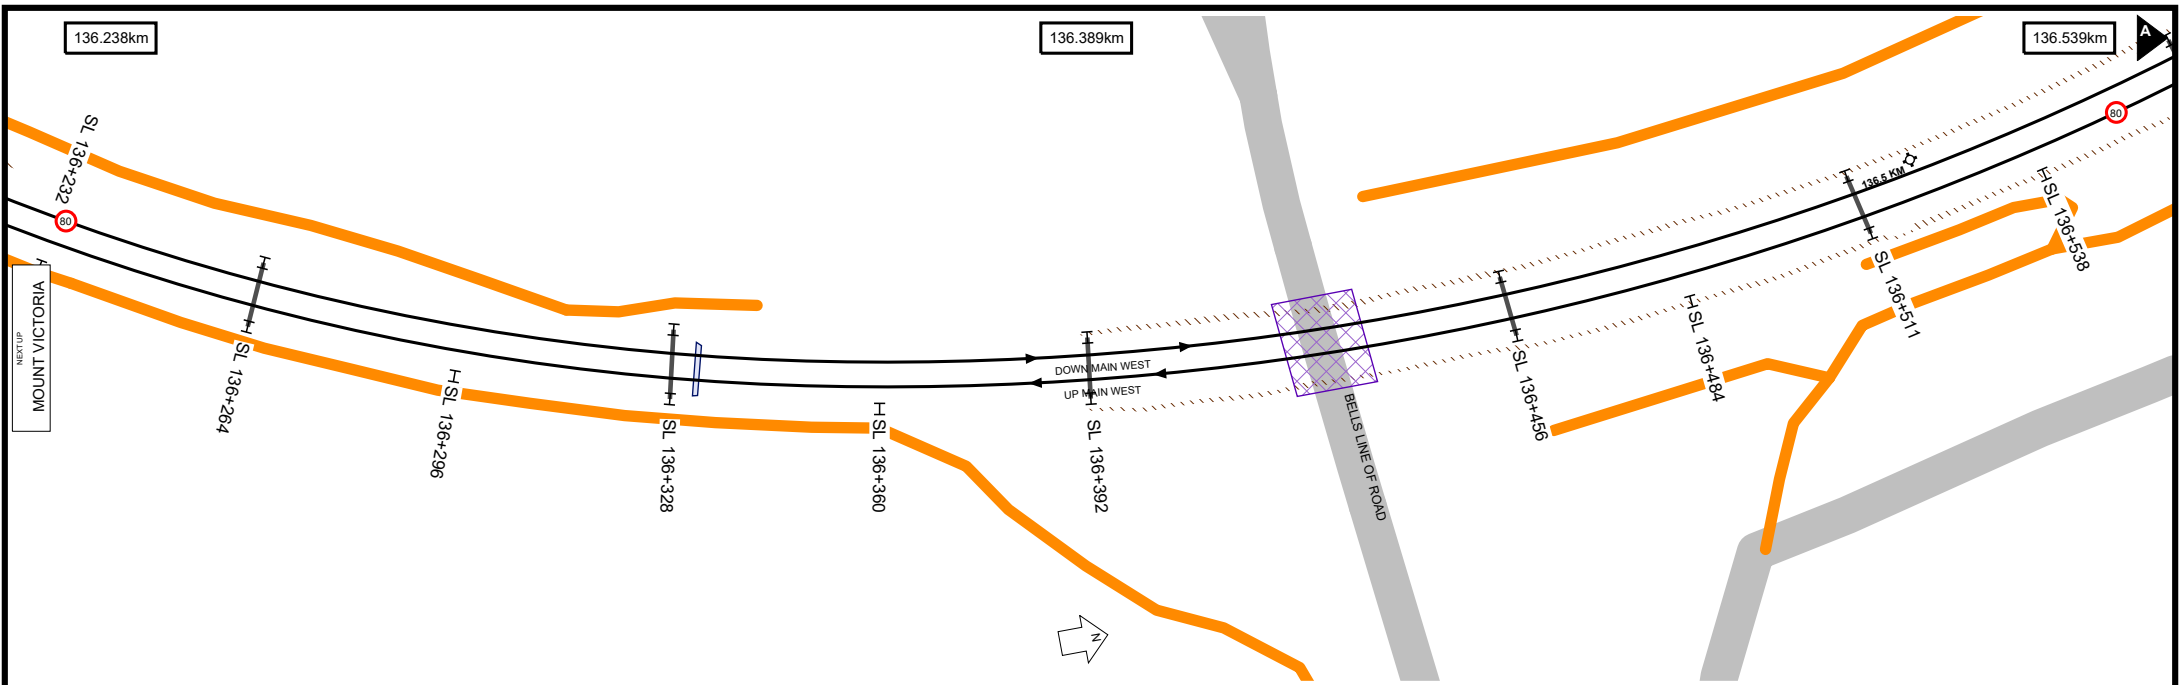 136.238km
136.389km
136.539km
A
SL 136+232
80
80
136.5 KM
NEXT UP
MOUNT VICTORIA
SL 136+264
SL 136+296
SL 136+328
SL 136+360
DOWN MAIN WEST
UP MAIN WEST
SL 136+392
BELLS LINE OF ROAD
SL 136+456
SL 136+484
SL 136+511
SL 136+538
N